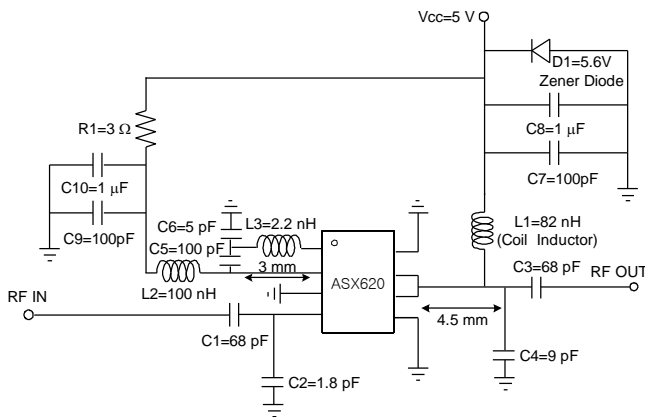 Vcc=5 V
D1=5.6V
Zener Diode
R1=3 Ω
C8=1 μF
C10=1 μF
C7=100pF
C6=5 pF
L3=2.2 nH
L1=82 nH
(Coil Inductor)
C9=100pF
C5=100 pF
C3=68 pF
RF OUT
3 mm
ASX620
L2=100 nH
RF IN
4.5 mm
C1=68 pF
C4=9 pF
C2=1.8 pF